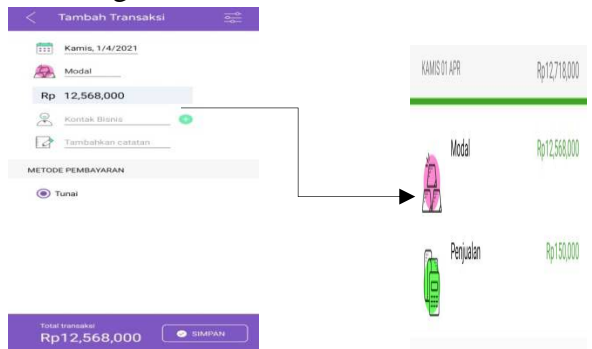 Tambah Transaksi
Kamis, 1/4/2021
Modal
Rp 12,568,000
Kontak Bisnis
Tambahkan catatan
METODE PEMBAYARAN
Tunai
Total transaksi
Rp12,568,000
SIMPAN
KAMIS 01 APR Rp12,718,000
Modal Rp12,568,000
Penjualan Rp150,000